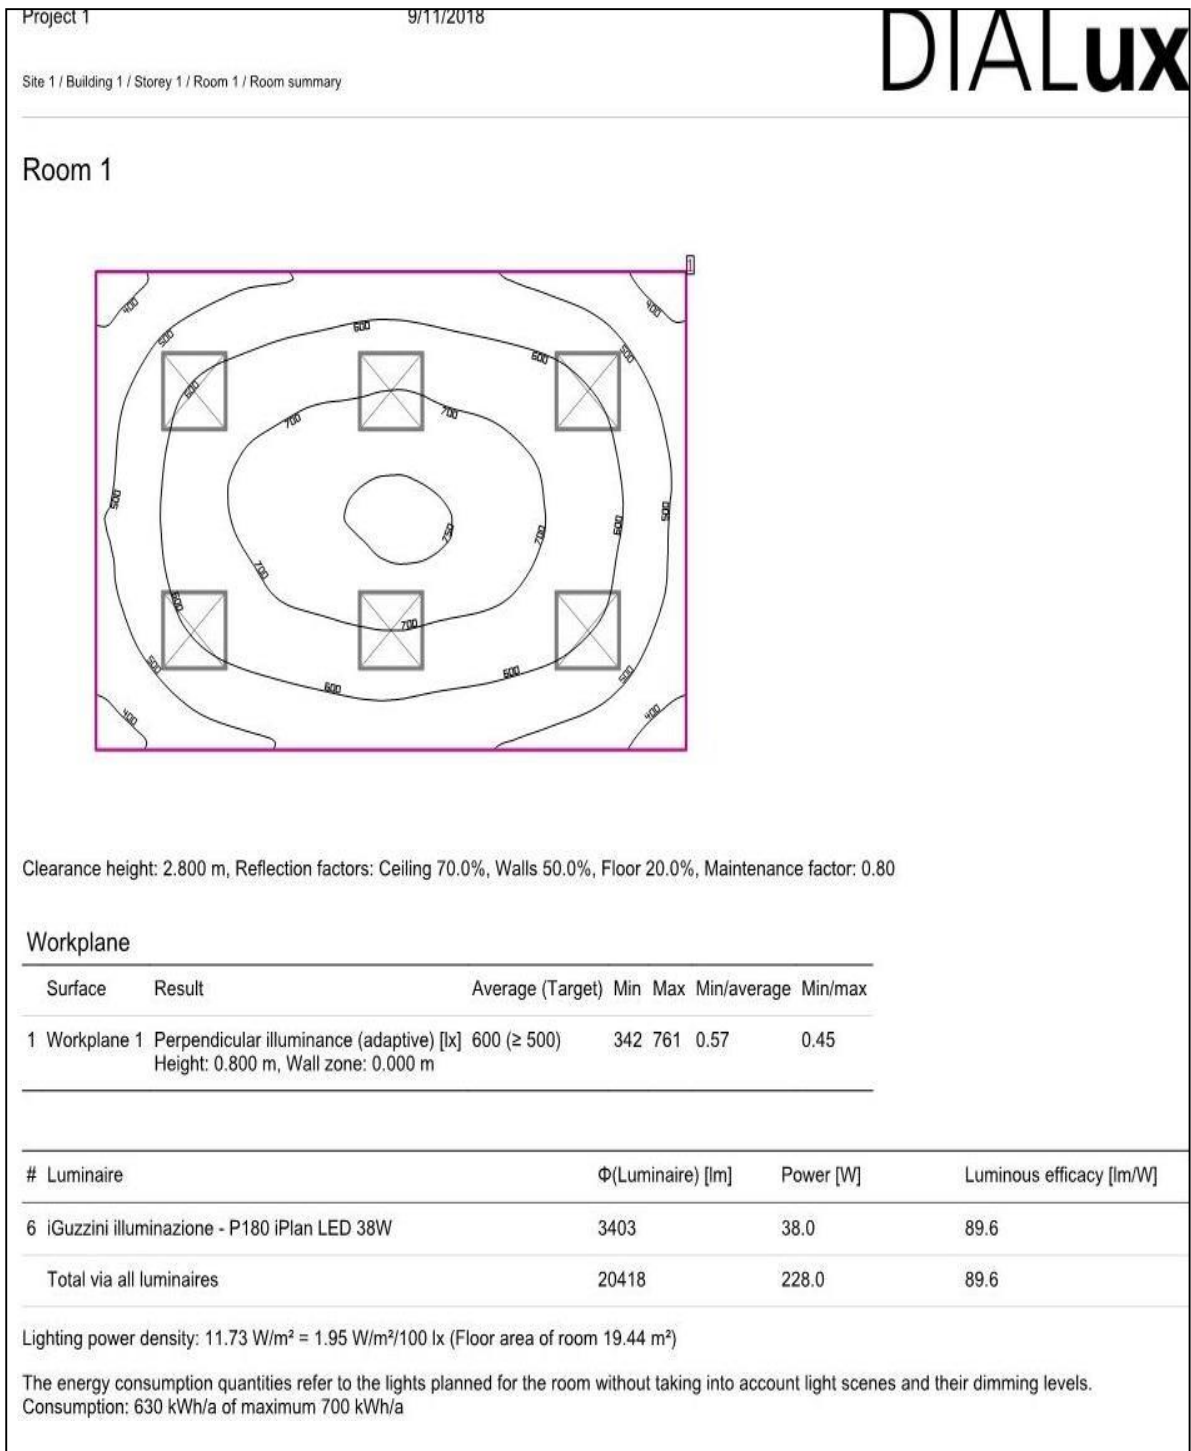 Project 1 9/11/2018
DIALux
Site 1 / Building 1 / Storey 1 / Room 1 / Room summary
Room 1
1
400
400
500
600
600
500
600
700
700
500
750
700
600
500
700
600
700
500
600
600
500
400
400
Clearance height: 2.800 m, Reflection factors: Ceiling 70.0%, Walls 50.0%, Floor 20.0%, Maintenance factor: 0.80
Workplane
Surface Result Average (Target) Min Max Min/average Min/max
1 Workplane 1 Perpendicular illuminance (adaptive) [lx] 600 (≥ 500) 342 761 0.57 0.45
Height: 0.800 m, Wall zone: 0.000 m
# Luminaire Φ(Luminaire) [lm] Power [W] Luminous efficacy [lm/W]
6 iGuzzini illuminazione - P180 iPlan LED 38W 3403 38.0 89.6
Total via all luminaires 20418 228.0 89.6
Lighting power density: 11.73 W/m² = 1.95 W/m²/100 lx (Floor area of room 19.44 m²)
The energy consumption quantities refer to the lights planned for the room without taking into account light scenes and their dimming levels.
Consumption: 630 kWh/a of maximum 700 kWh/a